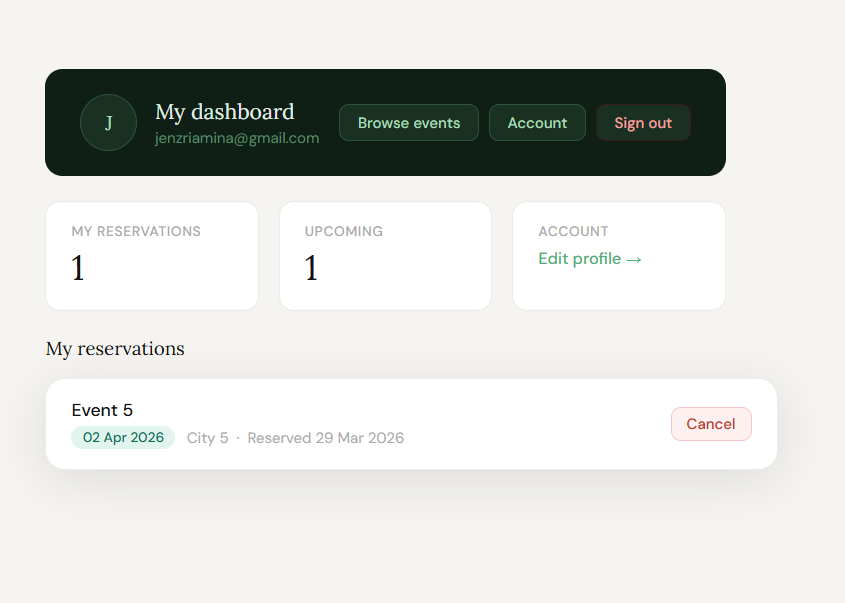 J
My dashboard
jenzriamina@gmail.com
Browse events
Account
Sign out
MY RESERVATIONS
1
UPCOMING
1
ACCOUNT
Edit profile →
My reservations
Event 5
02 Apr 2026 City 5 · Reserved 29 Mar 2026
Cancel